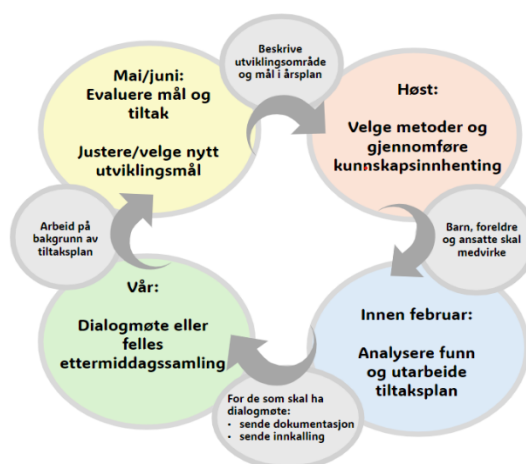 Beskrive
utviklingsområde
og mål i årsplan
Mai/juni:
Evaluere mål og
tiltak
Justere/velge nytt
utviklingsmål
Høst:
Velge metoder og
gjennomføre
kunnskapsinnhenting
Arbeid på
bakgrunn av
tiltaksplan
Barn, foreldre
og ansatte skal
medvirke
Vår:
Dialogmøte eller
felles
ettermiddagssamling
Innen februar:
Analysere funn
og utarbeide
tiltaksplan
For de som skal ha
dialogmøte:
• sende dokumentasjon
• sende innkalling